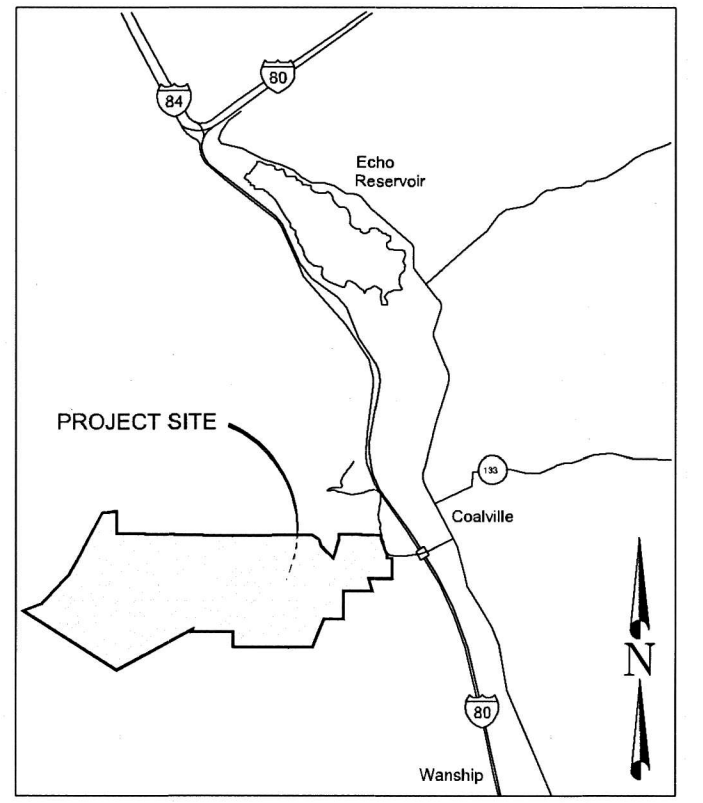 80
84
Echo
Reservoir
PROJECT SITE
133
Coalville
N
80
Wanship